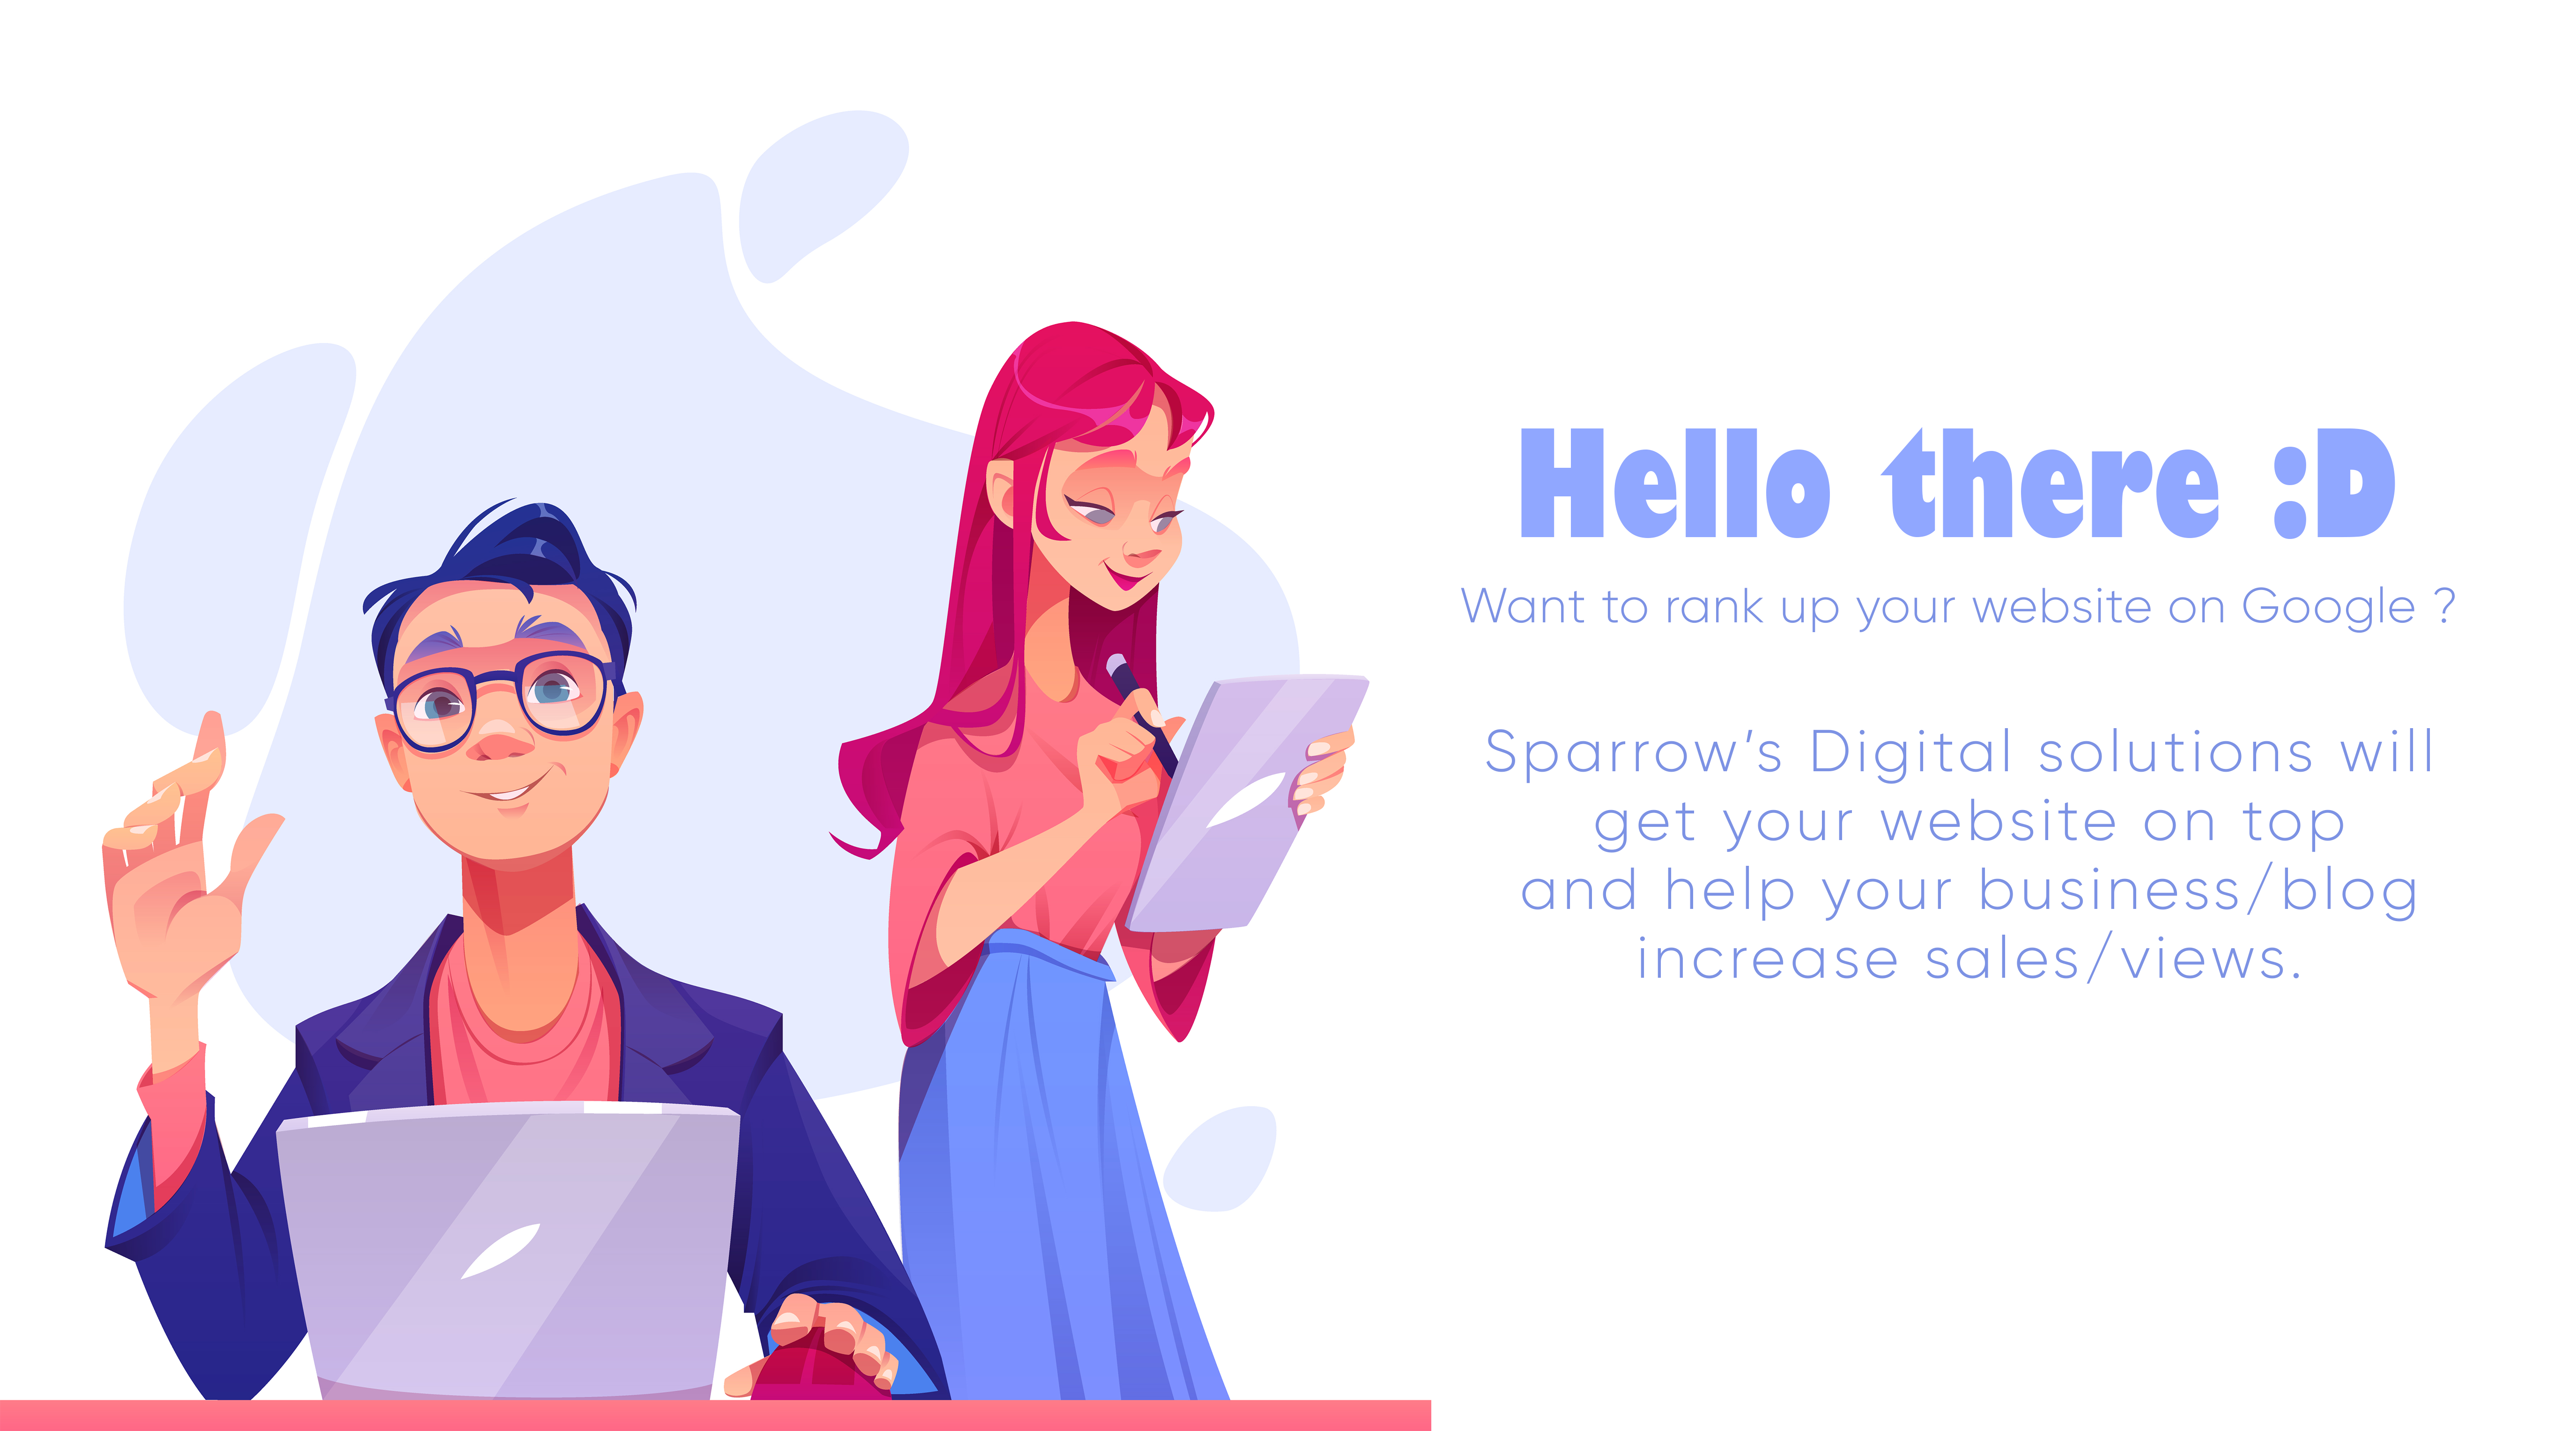 Hello there :D
Want to rank up your website on Google ?
Sparrow's Digital solutions will
get your website on top
and help your business/blog
increase sales/views.